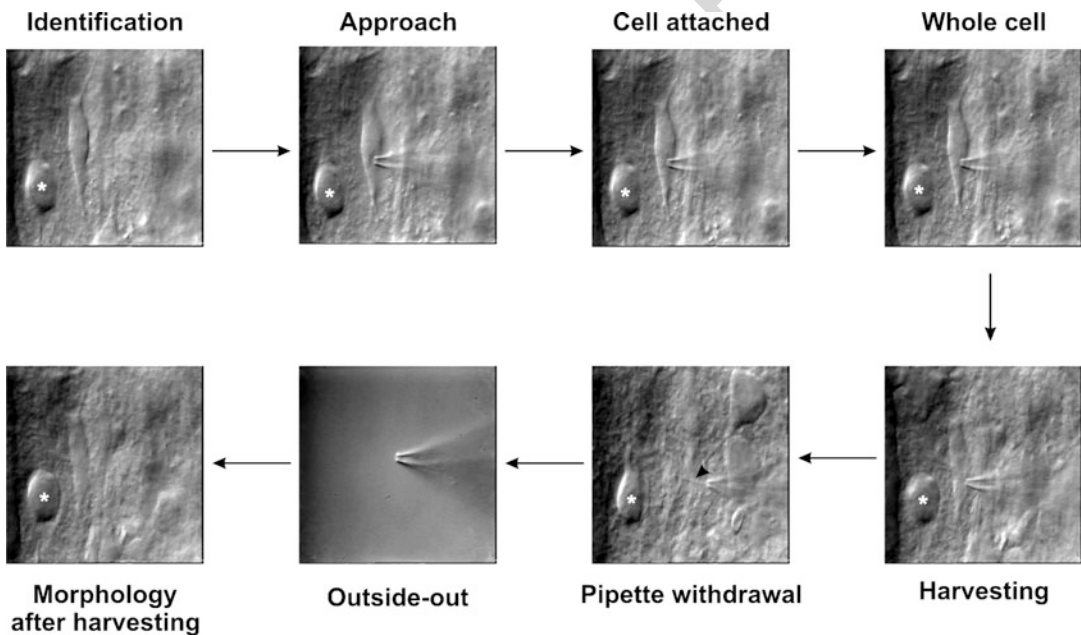 Identification
Approach
Cell attached
Whole cell
*
*
*
*
*
*
*
Morphology
after harvesting
Outside-out
Pipette withdrawal
Harvesting